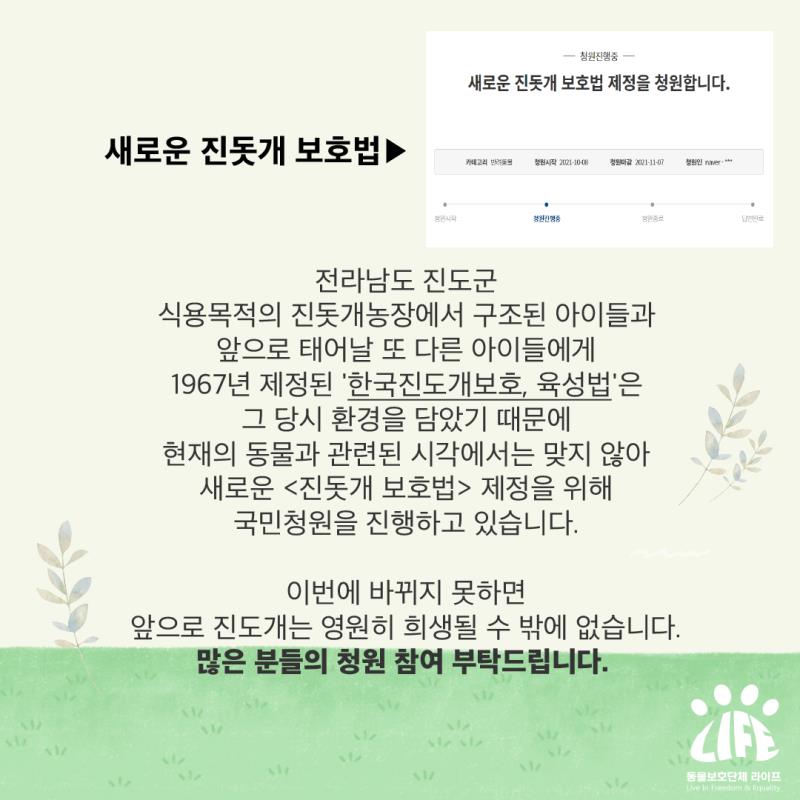 새로운 진돗개 보호법▶
청원진행중
새로운 진돗개 보호법 제정을 청원합니다.
카테고리 반려동물 청원시작 2021-10-08 청원마감 2021-11-07 청원인 naver - ***
청원시작 청원진행중 청원종료 답변완료
전라남도 진도군
식용목적의 진돗개농장에서 구조된 아이들과
앞으로 태어날 또 다른 아이들에게
1967년 제정된 '한국진도개보호, 육성법'은
그 당시 환경을 담았기 때문에
현재의 동물과 관련된 시각에서는 맞지 않아
새로운 <진돗개 보호법> 제정을 위해
국민청원을 진행하고 있습니다.
이번에 바뀌지 못하면
앞으로 진도개는 영원히 희생될 수 밖에 없습니다.
많은 분들의 청원 참여 부탁드립니다.
LIFE
동물보호단체 라이프
Live In Freedom & Equality